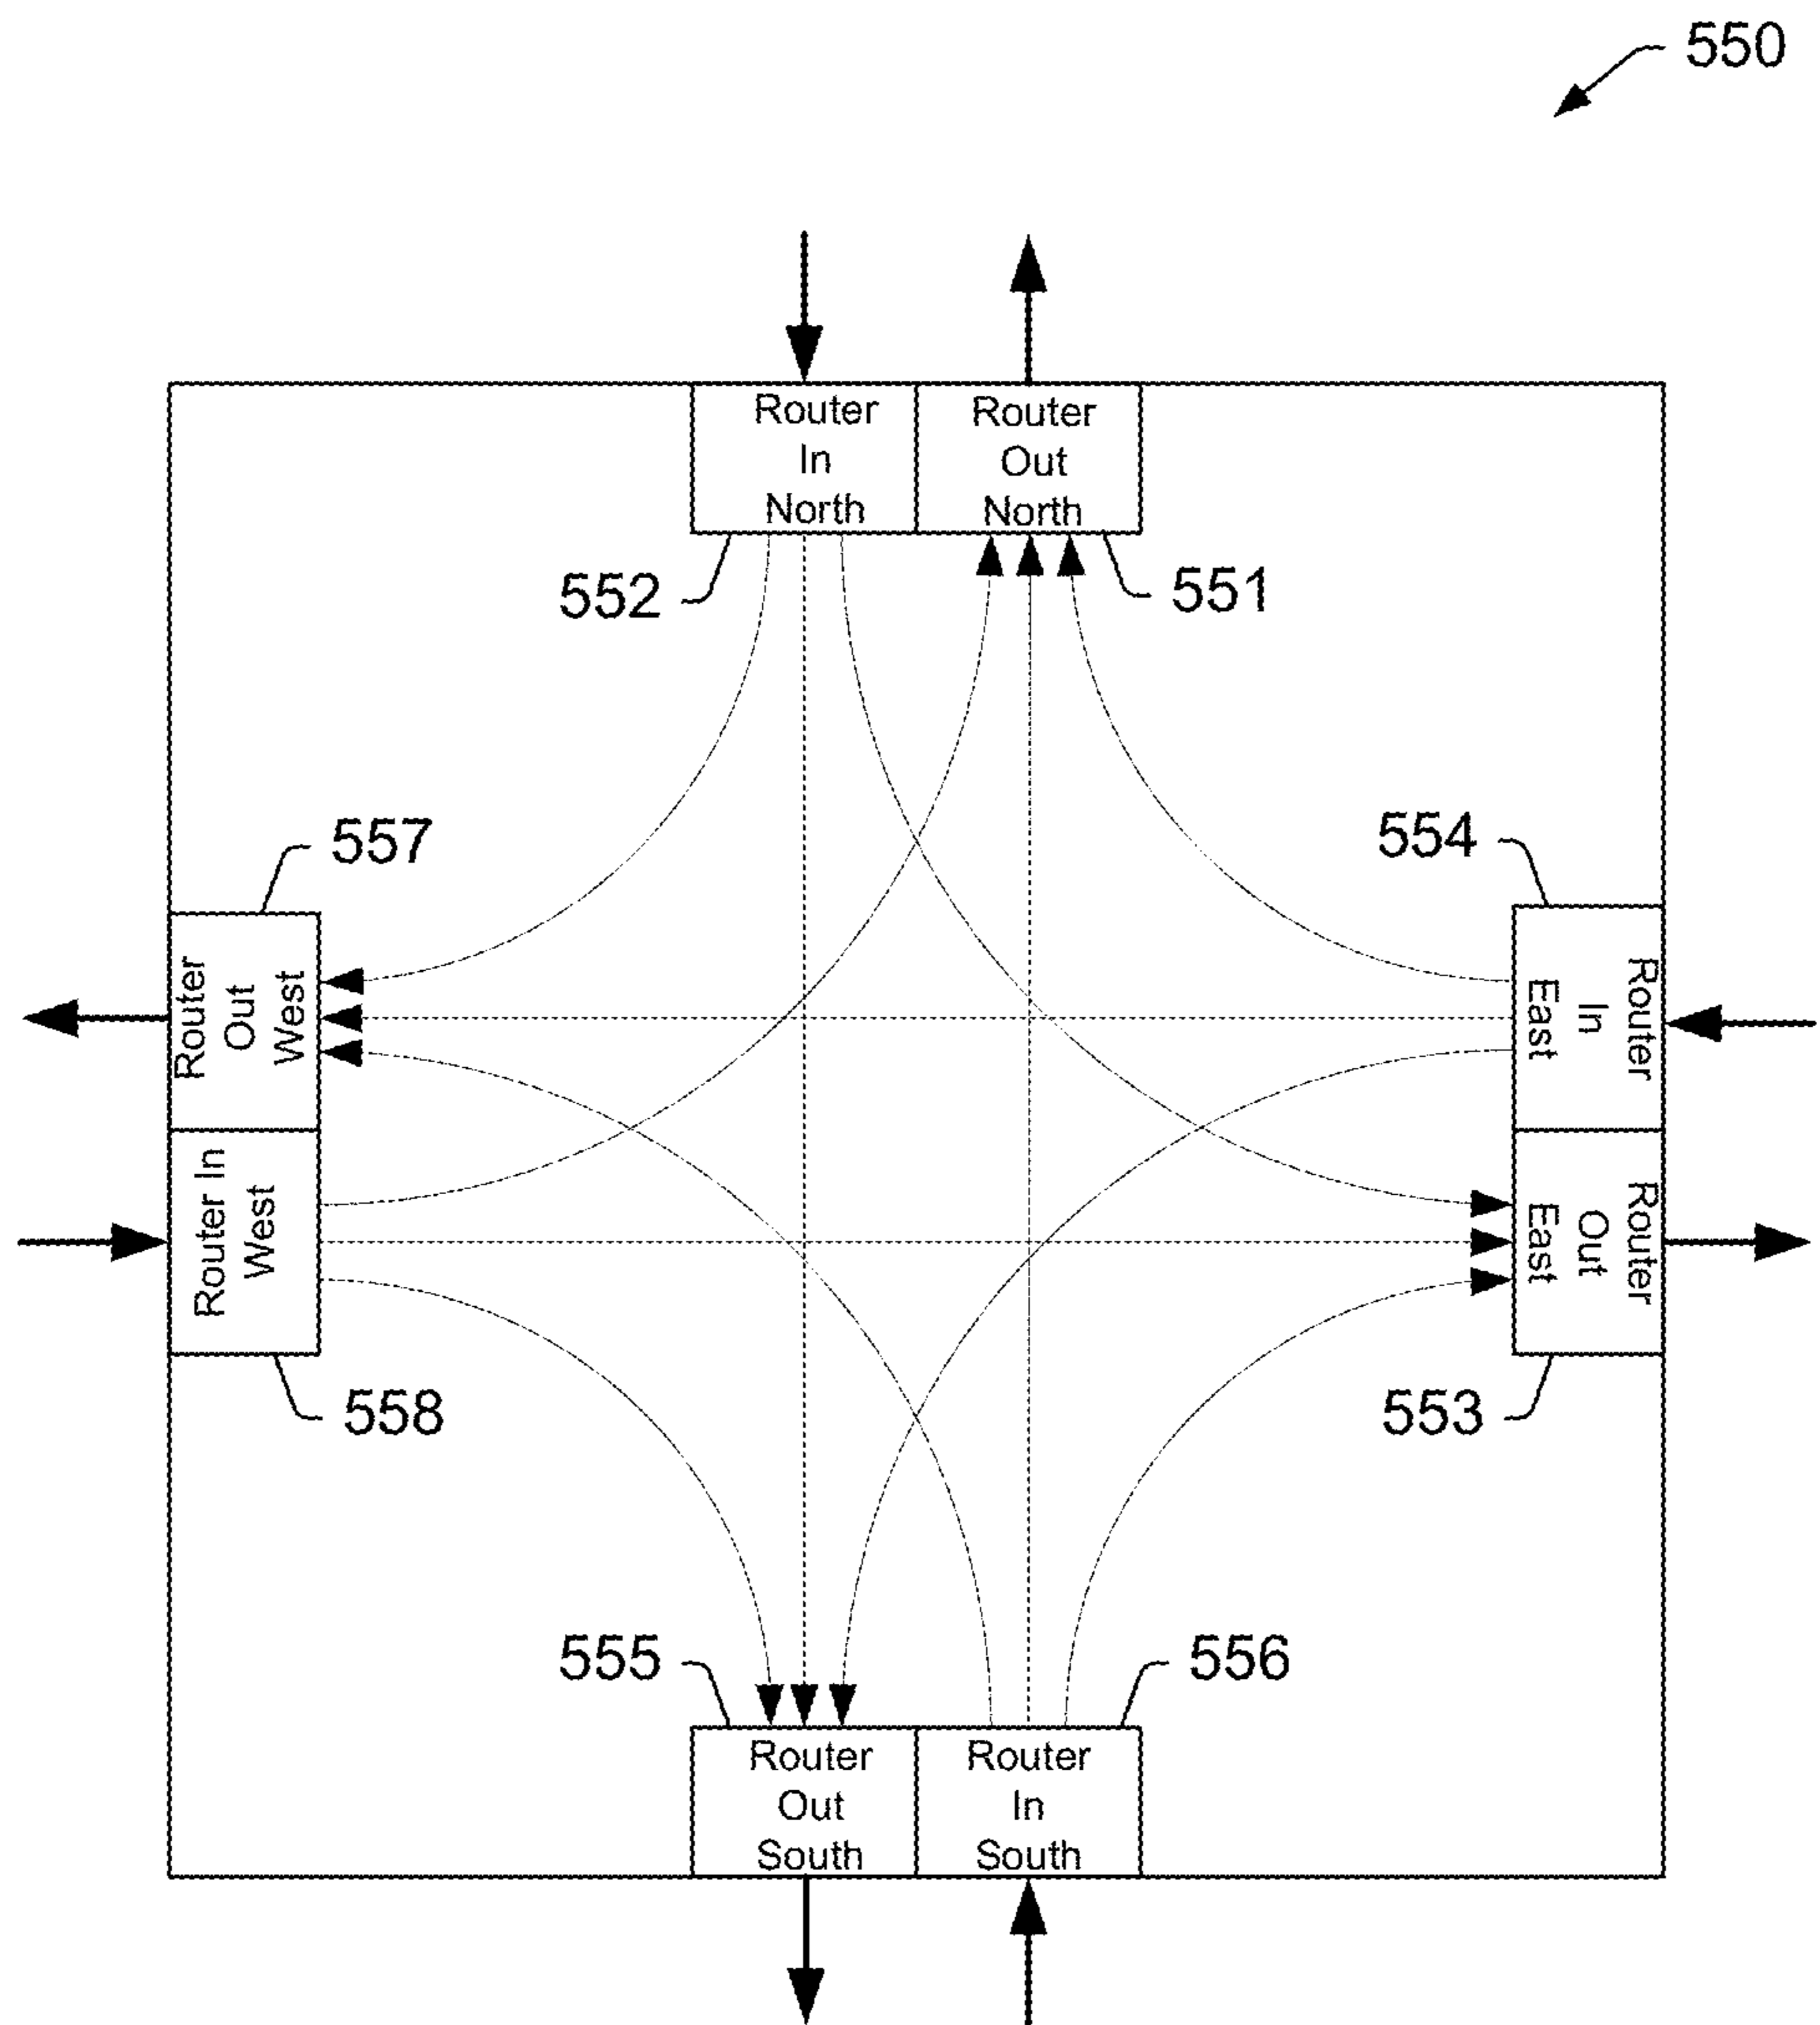 550
Router
In
North
Router
Out
North
552
551
557
554
Router
Out
West
Router
In
East
Router In
West
Router
Out
East
558
553
555
556
Router
Out
South
Router
In
South